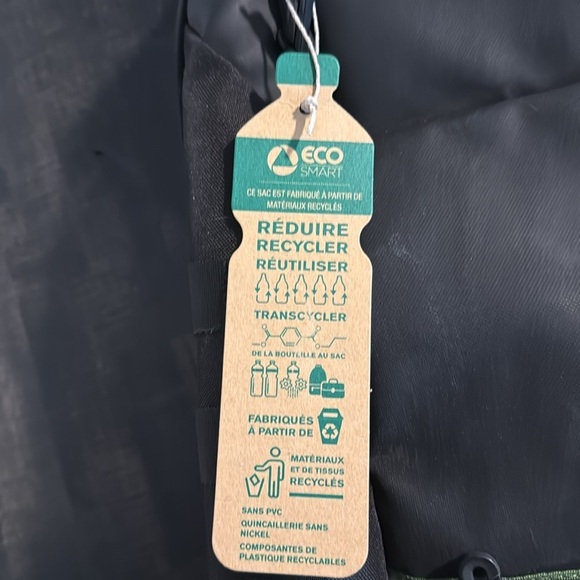 ECO
SMART
CE SAC EST FABRIQUÉ À PARTIR DE
MATÉRIAUX RECYCLÉS
RÉDUIRE
RECYCLER
RÉUTILISER
TRANSCYCLER
DE LA BOUTLILLE AU SAC
FABRIQUÉS
À PARTIR DE
MATÉRIAUX
ET DE TISSUS
RECYCLÉS
SANS PVC
QUINCAILLERIE SANS
NICKEL
COMPOSANTES DE
PLASTIQUE RECYCLABLES